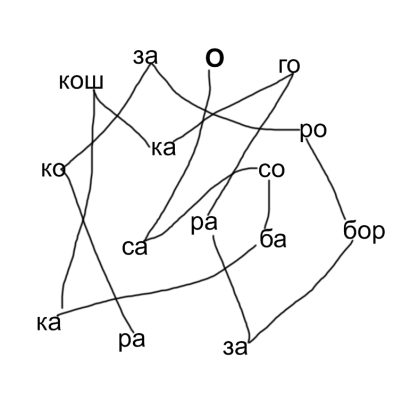 за О го
кош
ка ро
ко со
са ра ба бор
ка ра за